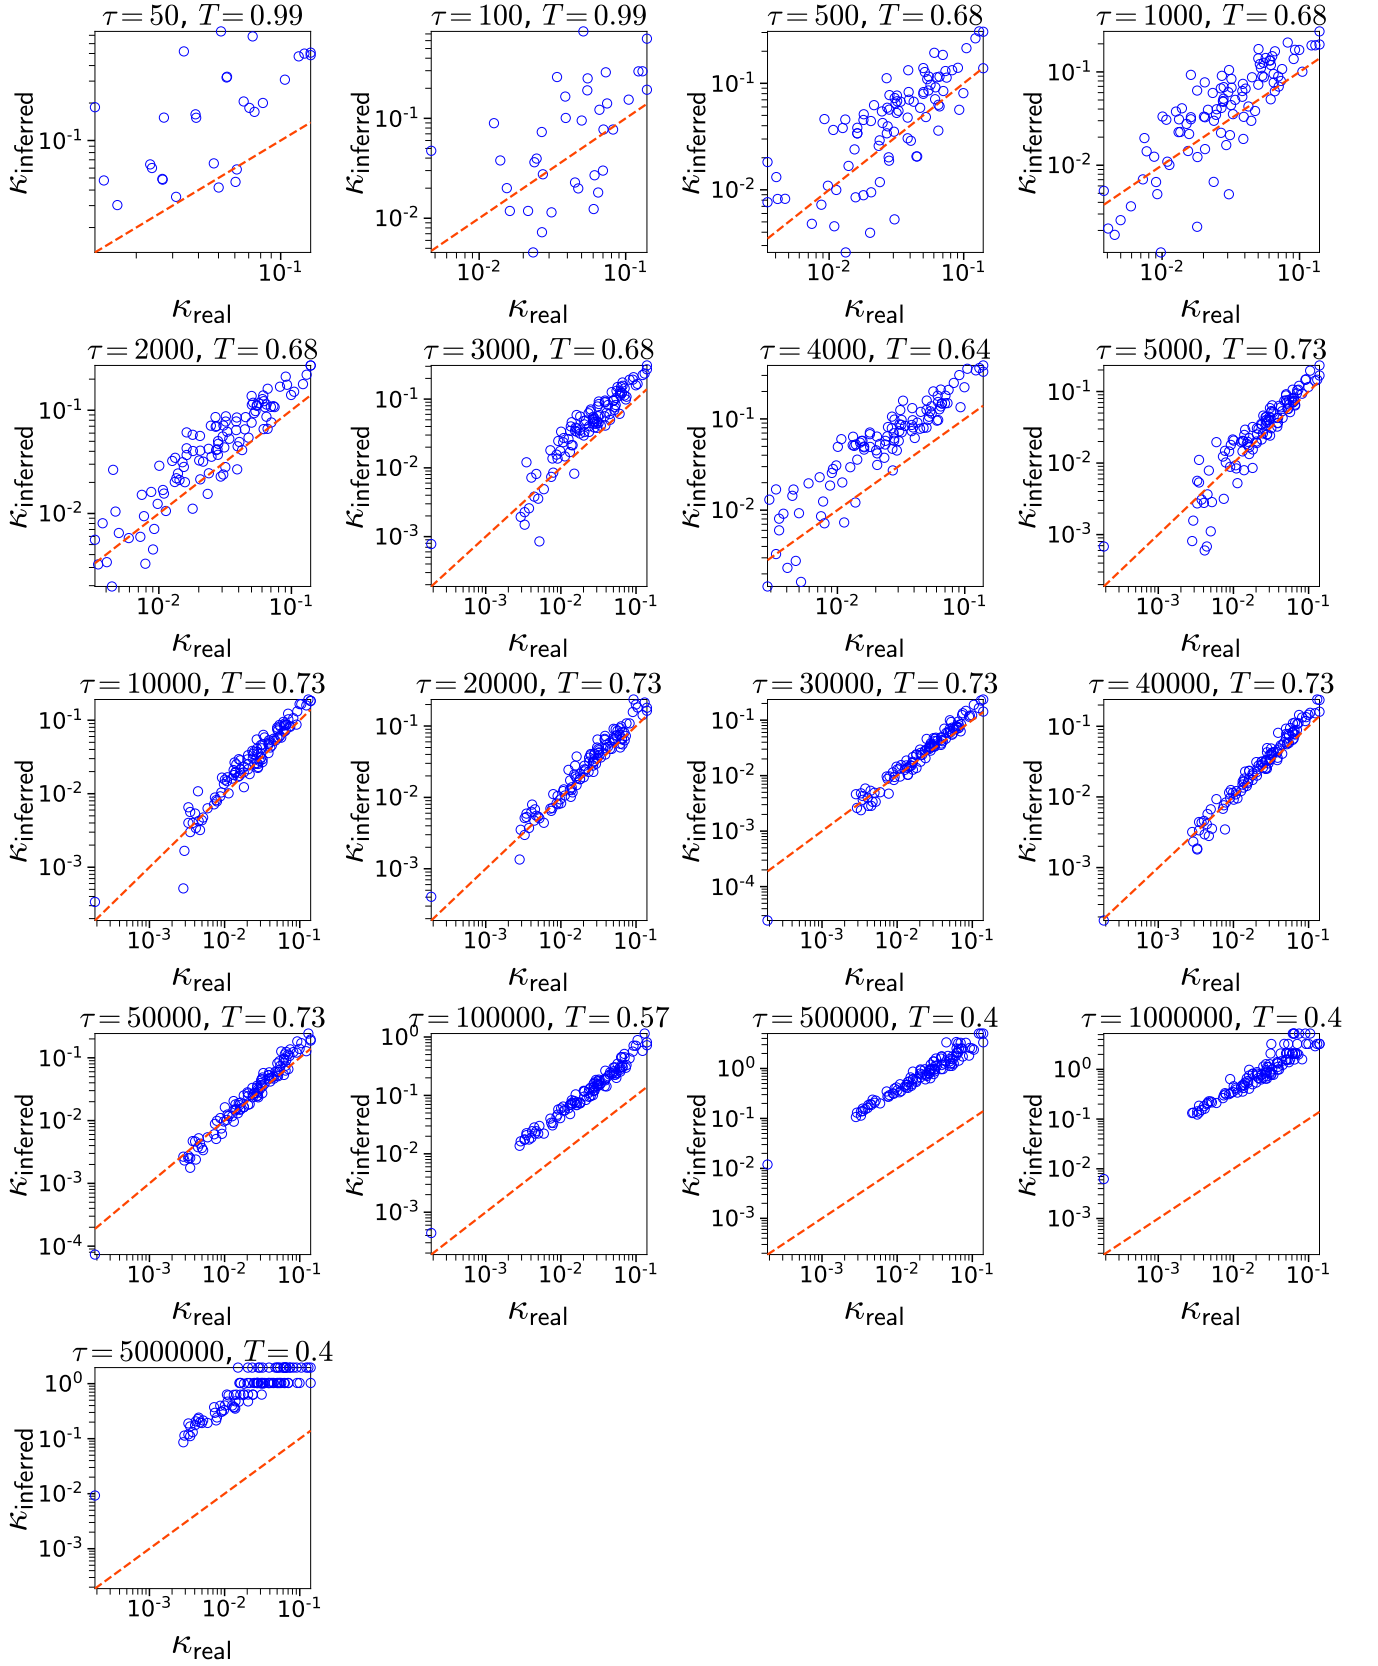 τ = 50, T = 0.99
κinferred
10⁻¹
10⁻¹
κreal
τ = 100, T = 0.99
κinferred
10⁻¹
10⁻²
10⁻² 10⁻¹
κreal
τ = 500, T = 0.68
κinferred
10⁻¹
10⁻²
10⁻² 10⁻¹
κreal
τ = 1000, T = 0.68
κinferred
10⁻¹
10⁻²
10⁻² 10⁻¹
κreal
τ = 2000, T = 0.68
κinferred
10⁻¹
10⁻²
10⁻² 10⁻¹
κreal
τ = 3000, T = 0.68
κinferred
10⁻¹
10⁻²
10⁻³
10⁻³ 10⁻² 10⁻¹
κreal
τ = 4000, T = 0.64
κinferred
10⁻¹
10⁻²
10⁻² 10⁻¹
κreal
τ = 5000, T = 0.73
κinferred
10⁻¹
10⁻²
10⁻³
10⁻³ 10⁻² 10⁻¹
κreal
τ = 10000, T = 0.73
κinferred
10⁻¹
10⁻²
10⁻³
10⁻³ 10⁻² 10⁻¹
κreal
τ = 20000, T = 0.73
κinferred
10⁻¹
10⁻²
10⁻³
10⁻³ 10⁻² 10⁻¹
κreal
τ = 30000, T = 0.73
κinferred
10⁻¹
10⁻²
10⁻³
10⁻⁴
10⁻³ 10⁻² 10⁻¹
κreal
τ = 40000, T = 0.73
κinferred
10⁻¹
10⁻²
10⁻³
10⁻³ 10⁻² 10⁻¹
κreal
τ = 50000, T = 0.73
κinferred
10⁻¹
10⁻²
10⁻³
10⁻⁴
10⁻³ 10⁻² 10⁻¹
κreal
τ = 100000, T = 0.57
κinferred
10⁰
10⁻¹
10⁻²
10⁻³
10⁻³ 10⁻² 10⁻¹
κreal
τ = 500000, T = 0.4
κinferred
10⁰
10⁻¹
10⁻²
10⁻³
10⁻³ 10⁻² 10⁻¹
κreal
τ = 1000000, T = 0.4
κinferred
10⁰
10⁻¹
10⁻²
10⁻³
10⁻³ 10⁻² 10⁻¹
κreal
τ = 5000000, T = 0.4
κinferred
10⁰
10⁻¹
10⁻²
10⁻³
10⁻³ 10⁻² 10⁻¹
κreal